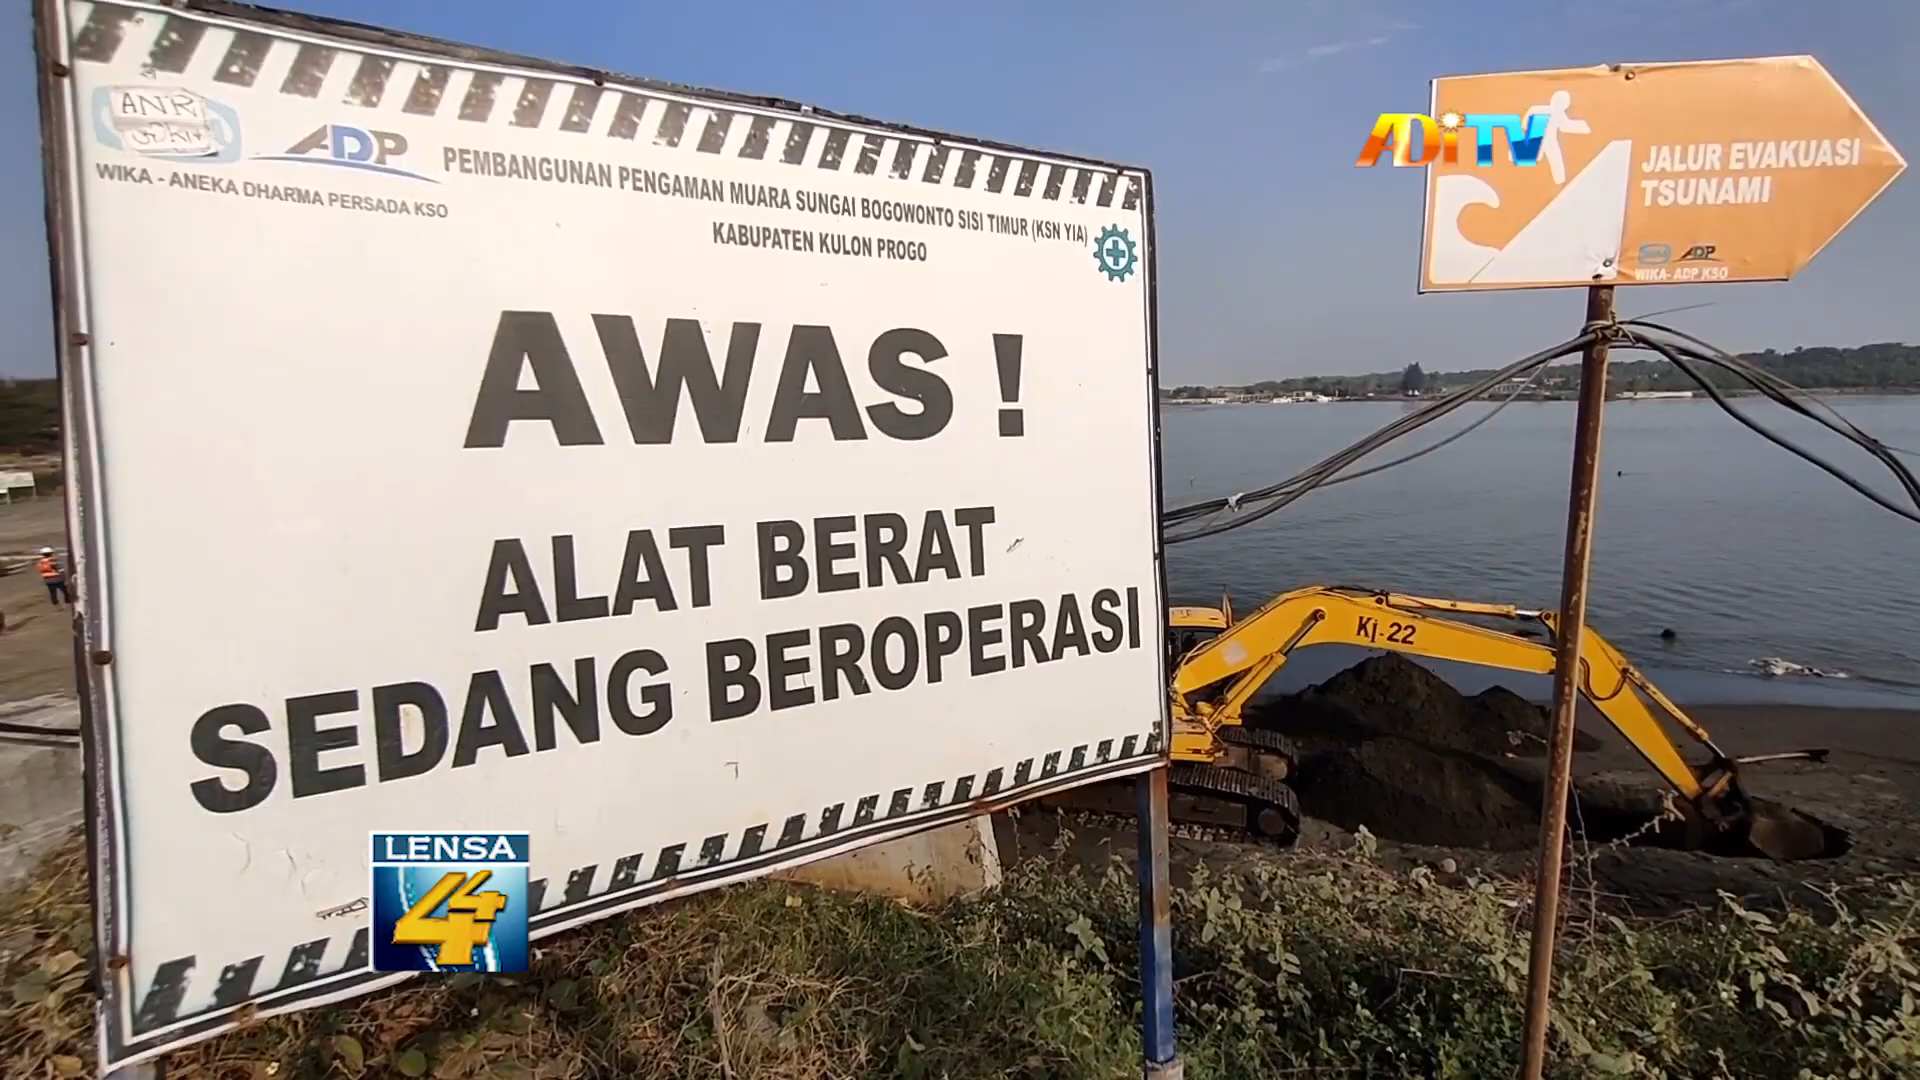 ANR
ADP
WIKA - ANEKA DHARMA PERSADA KSO
PEMBANGUNAN PENGAMAN MUARA SUNGAI BOGOWONTO SISI TIMUR (KSN YIA)
KABUPATEN KULON PROGO
AWAS !
ALAT BERAT
SEDANG BEROPERASI
ADiTV
JALUR EVAKUASI
TSUNAMI
ADP
WIKA- ADP KSO
Kj-22
LENSA
44